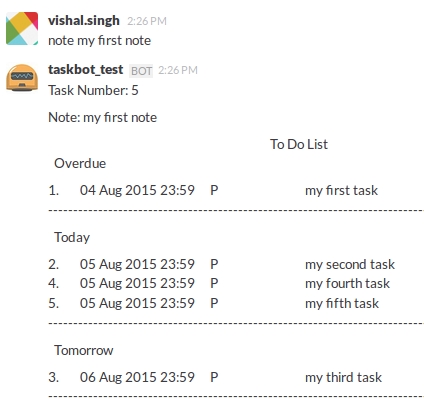 vishal.singh 2:26 PM
note my first note
taskbot_test BOT 2:26 PM
Task Number: 5
Note: my first note
To Do List
Overdue
1. 04 Aug 2015 23:59 P my first task
--------------------------------------------------------------------------------
Today
2. 05 Aug 2015 23:59 P my second task
4. 05 Aug 2015 23:59 P my fourth task
5. 05 Aug 2015 23:59 P my fifth task
--------------------------------------------------------------------------------
Tomorrow
3. 06 Aug 2015 23:59 P my third task
--------------------------------------------------------------------------------